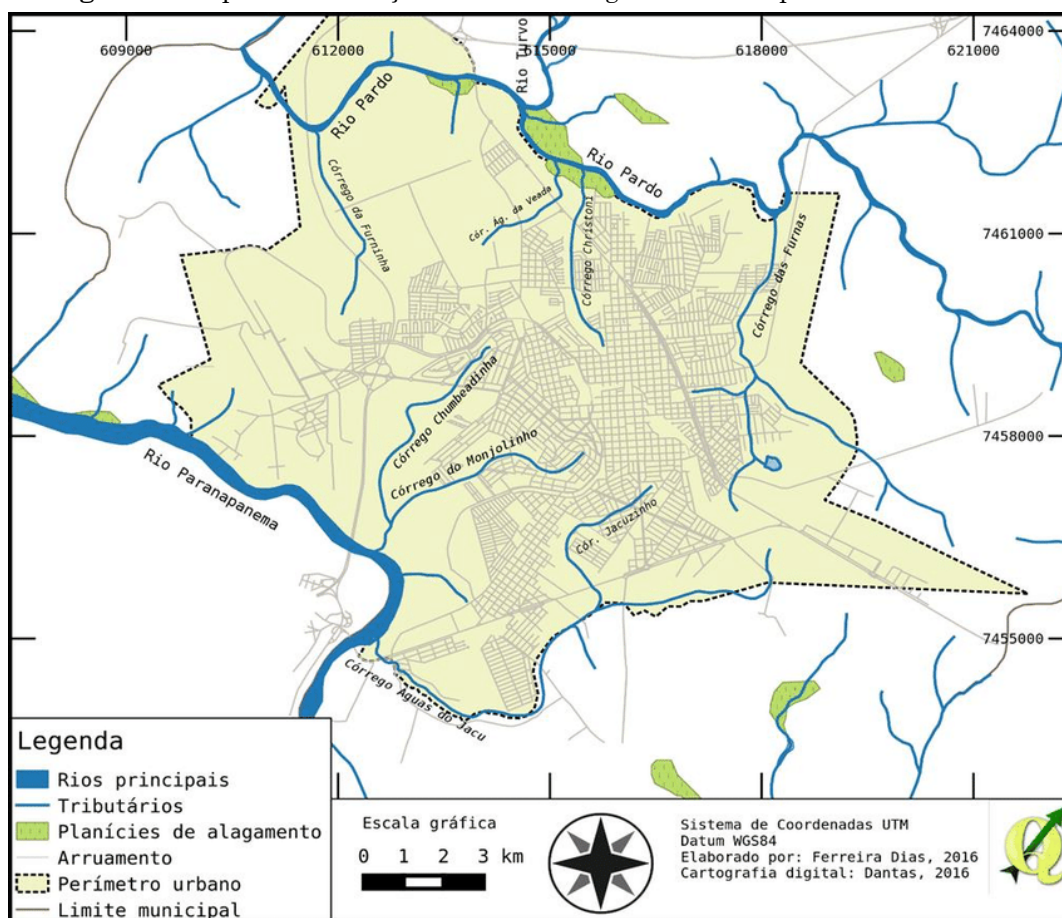 609000
612000
615000
618000
621000
7464000
Rio Turvo
Rio Pardo
Rio Pardo
Córrego da Furninha
Cór. Ág. da Veada
Córrego Christoni
Córrego das Furnas
7461000
Córrego Chumbeadinha
Córrego do Monjolinho
7458000
Rio Paranapanema
Cór. Jacuzinho
7455000
Córrego Águas do Jacu
Legenda
Rios principais
Tributários
Planícies de alagamento
Arruamento
Perímetro urbano
Limite municipal
Escala gráfica
0 1 2 3 km
Sistema de Coordenadas UTM
Datum WGS84
Elaborado por: Ferreira Dias, 2016
Cartografia digital: Dantas, 2016